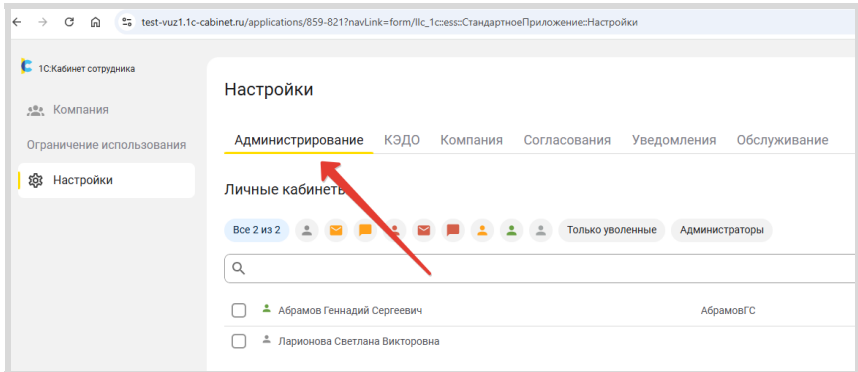 test-vuz1.1c-cabinet.ru/applications/859-821?navLink=form/llc_1c::ess::СтандартноеПриложение::Настройки
1С:Кабинет сотрудника
Компания
Ограничение использования
Настройки
Настройки
Администрирование КЭДО Компания Согласования Уведомления Обслуживание
Личные кабинеты
Все 2 из 2 Только уволенные Администраторы
Абрамов Геннадий Сергеевич АбрамовГС
Ларионова Светлана Викторовна